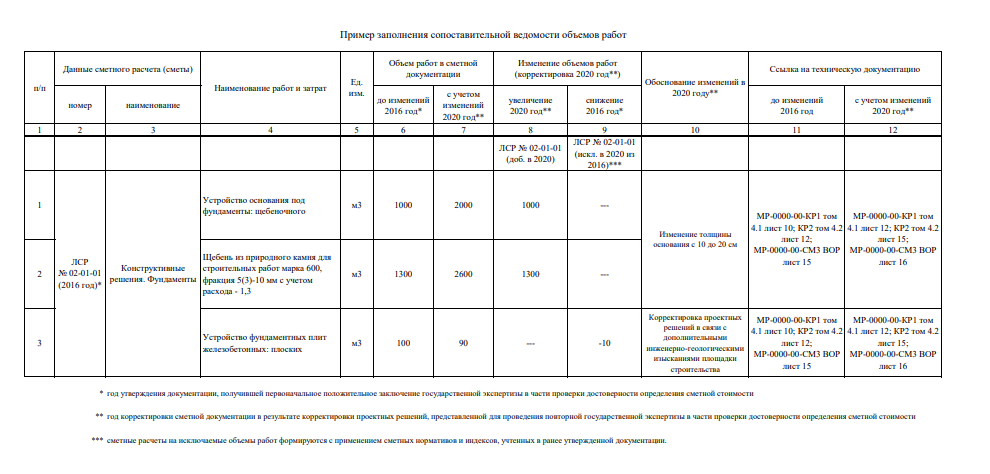 Пример заполнения сопоставительной ведомости объемов работ
п/п
Данные сметного расчета (сметы)
Наименование работ и затрат
Ед.
изм.
Объем работ в сметной
документации
Изменение объемов работ
(корректировка 2020 год**)
Обоснование изменений в
2020 году**
Ссылка на техническую документацию
номер
наименование
до изменений
2016 год*
с учетом
изменений
2020 год**
увеличение
2020 год**
снижение
2016 год*
до изменений
2016 год
с учетом изменений
2020 год**
1 2 3 4 5 6 7 8 9 10 11 12
ЛСР № 02-01-01
(доб. в 2020)
ЛСР № 02-01-01
(искл. в 2020 из
2016)***
1
ЛСР
№ 02-01-01
(2016 год)*
Конструктивные
решения. Фундаменты
Устройство основания под
фундаменты: щебеночного
м3
1000
2000
1000
---
Изменение толщины
основания с 10 до 20 см
МР-0000-00-КР1 том
4.1 лист 10; КР2 том 4.2
лист 12;
МР-0000-00-СМ3 ВОР
лист 15
МР-0000-00-КР1 том
4.1 лист 12; КР2 том 4.2
лист 15;
МР-0000-00-СМ3 ВОР
лист 16
2
Щебень из природного камня для
строительных работ марка 600,
фракция 5(3)-10 мм с учетом
расхода - 1,3
м3
1300
2600
1300
---
3
Устройство фундаментных плит
железобетонных: плоских
м3
100
90
---
-10
Корректировка проектных
решений в связи с
дополнительными
инженерно-геологическими
изысканиями площадки
строительства
МР-0000-00-КР1 том
4.1 лист 10; КР2 том 4.2
лист 12;
МР-0000-00-СМ3 ВОР
лист 15
МР-0000-00-КР1 том
4.1 лист 12; КР2 том 4.2
лист 15;
МР-0000-00-СМ3 ВОР
лист 16
* год утверждения документации, получившей первоначальное положительное заключение государственной экспертизы в части проверки достоверности определения сметной стоимости
** год корректировки сметной документации в результате корректировки проектных решений, представленной для проведения повторной государственной экспертизы в части проверки достоверности определения сметной стоимости
*** сметные расчеты на исключаемые объемы работ формируются с применением сметных нормативов и индексов, учтенных в ранее утвержденной документации.